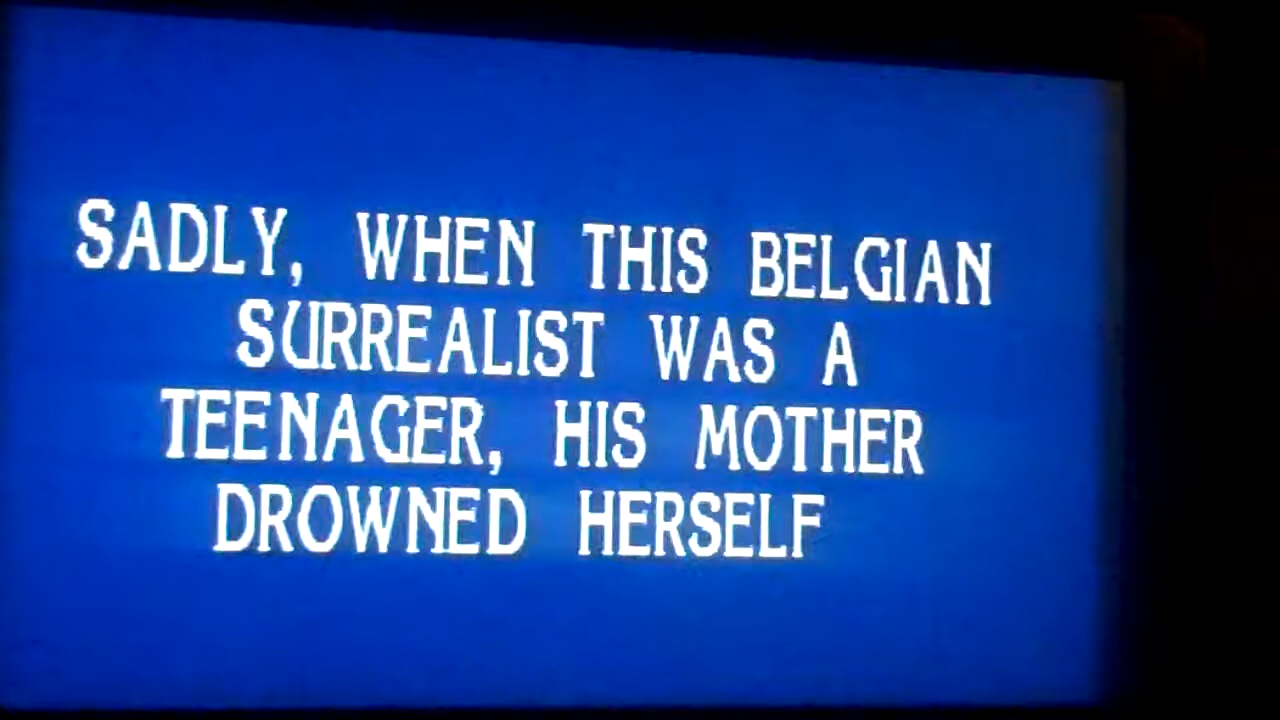 SADLY, WHEN THIS BELGIAN
SURREALIST WAS A
TEENAGER, HIS MOTHER
DROWNED HERSELF